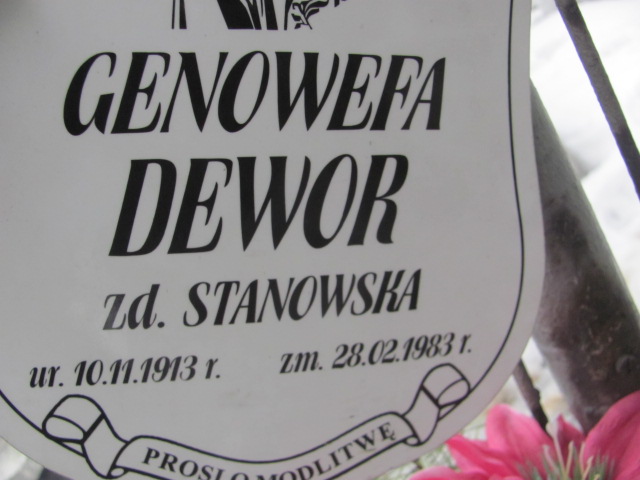 GENOWEFA
DEWOR
zd. STANOWSKA
ur. 10.11.1913 r. zm. 28.02.1983 r.
PROSI O MODLITWĘ